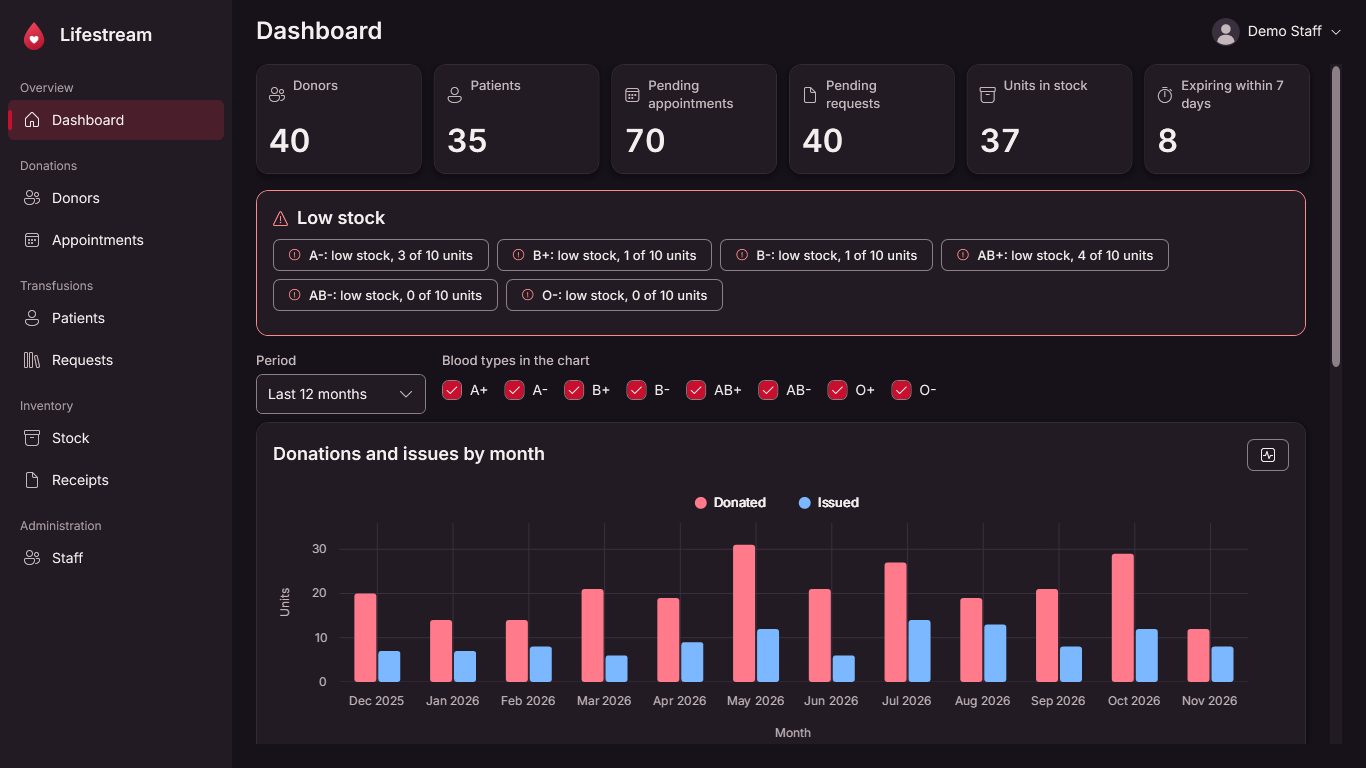 Lifestream
Overview
Dashboard
Donations
Donors
Appointments
Transfusions
Patients
Requests
Inventory
Stock
Receipts
Administration
Staff
Dashboard
Demo Staff
Donors
40
Patients
35
Pending
appointments
70
Pending
requests
40
Units in stock
37
Expiring within 7
days
8
Low stock
A-: low stock, 3 of 10 units
B+: low stock, 1 of 10 units
B-: low stock, 1 of 10 units
AB+: low stock, 4 of 10 units
AB-: low stock, 0 of 10 units
O-: low stock, 0 of 10 units
Period
Last 12 months
Blood types in the chart
A+ A- B+ B- AB+ AB- O+ O-
Donations and issues by month
Donated Issued
Units
30
20
10
0
Dec 2025 Jan 2026 Feb 2026 Mar 2026 Apr 2026 May 2026 Jun 2026 Jul 2026 Aug 2026 Sep 2026 Oct 2026 Nov 2026
Month